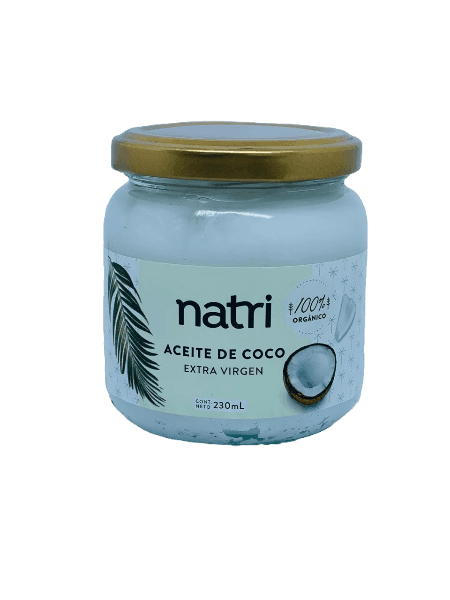 natri
100%
ORGÁNICO
ACEITE DE COCO
EXTRA VIRGEN
CONT.
NETO 230mL